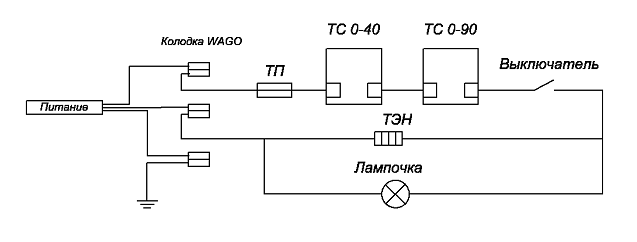 ТС 0-40
ТС 0-90
Колодка WAGO
ТП
Выключатель
Питание
ТЭН
Лампочка